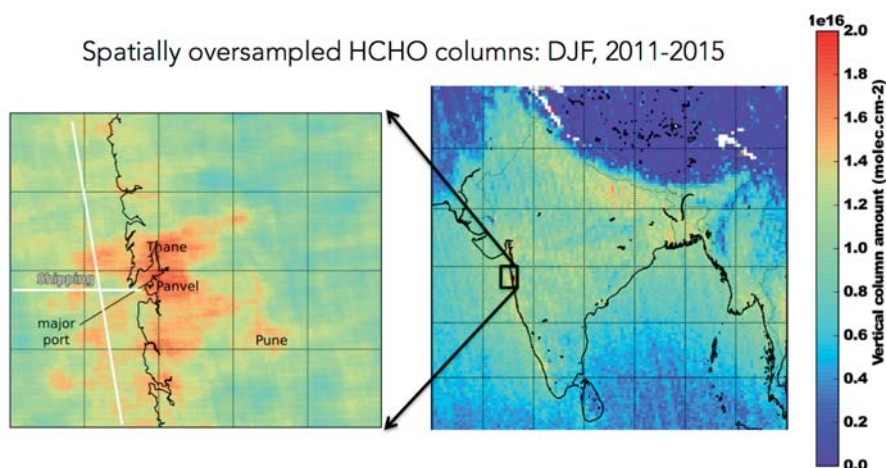 Spatially oversampled HCHO columns: DJF, 2011-2015
Thane
Shipping
Panvel
major
port
Pune
1e16
2.0
1.8
1.6
1.4
1.2
1.0
0.8
0.6
0.4
0.2
0.0
Vertical column amount (molec.cm-2)